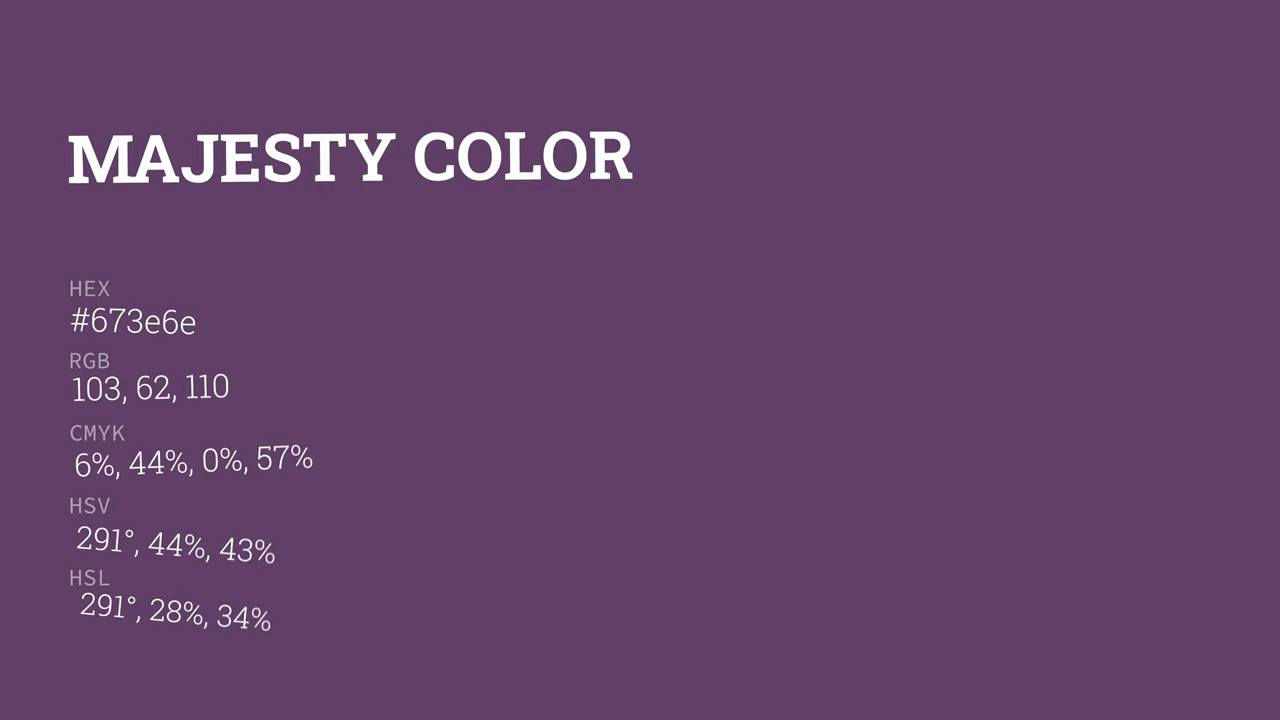 MAJESTY COLOR
HEX
#673e6e
RGB
103, 62, 110
CMYK
6%, 44%, 0%, 57%
HSV
291°, 44%, 43%
HSL
291°, 28%, 34%